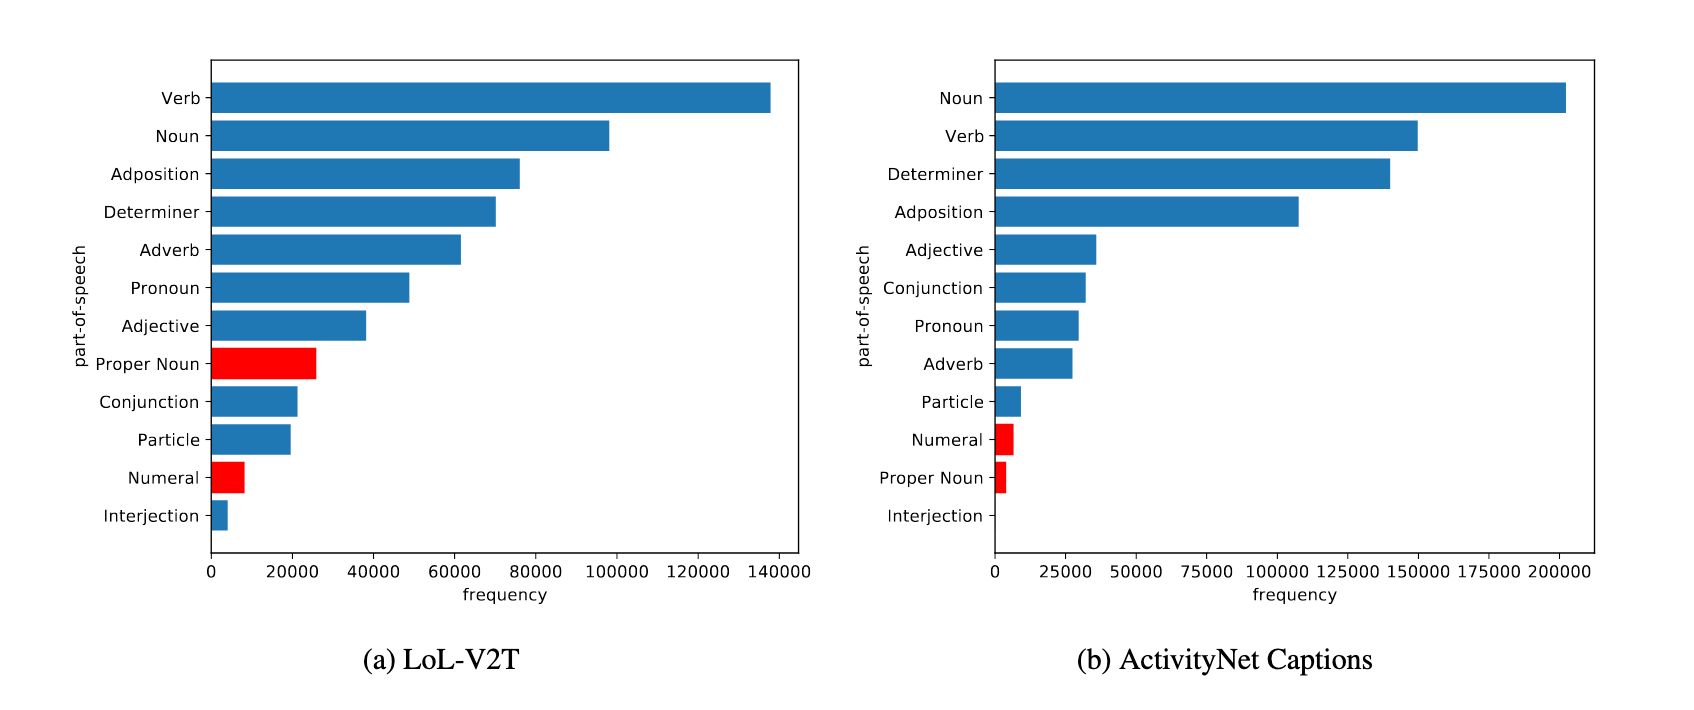 Verb
Noun
Adposition
Determiner
Adverb
Pronoun
Adjective
Proper Noun
Conjunction
Particle
Numeral
Interjection
part-of-speech
0 20000 40000 60000 80000 100000 120000 140000
frequency
(a) LoL-V2T
Noun
Verb
Determiner
Adposition
Adjective
Conjunction
Pronoun
Adverb
Particle
Numeral
Proper Noun
Interjection
part-of-speech
0 25000 50000 75000 100000 125000 150000 175000 200000
frequency
(b) ActivityNet Captions